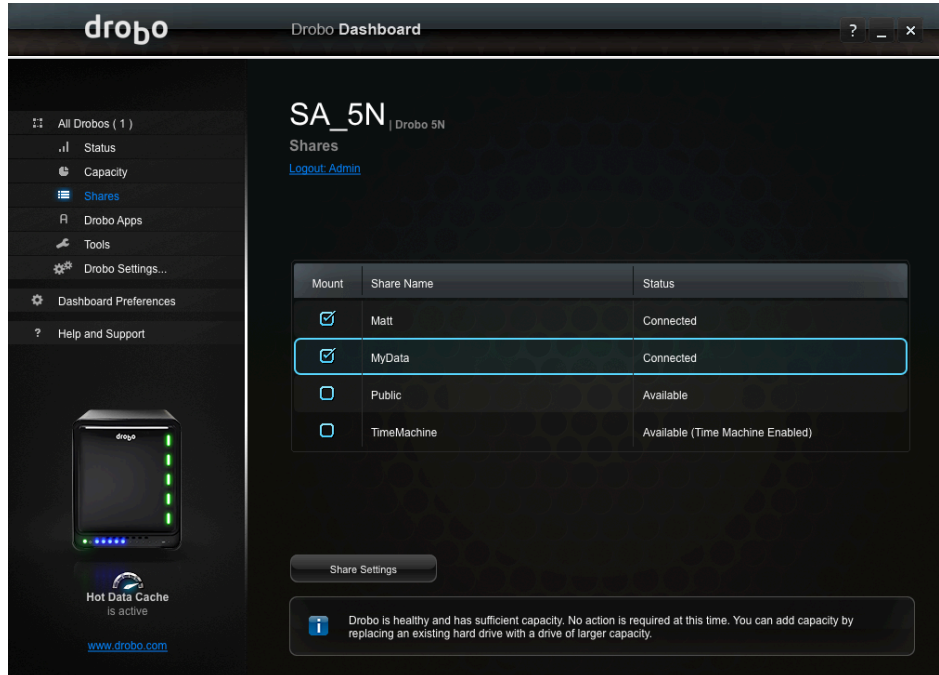 drobo
Drobo Dashboard
? _ ×
All Drobos ( 1 )
Status
Capacity
Shares
Drobo Apps
Tools
Drobo Settings...
Dashboard Preferences
? Help and Support
drobo
Hot Data Cache
is active
www.drobo.com
SA_5N | Drobo 5N
Shares
Logout: Admin
Mount Share Name Status
Matt Connected
MyData Connected
Public Available
TimeMachine Available (Time Machine Enabled)
Share Settings
i
Drobo is healthy and has sufficient capacity. No action is required at this time. You can add capacity by
replacing an existing hard drive with a drive of larger capacity.